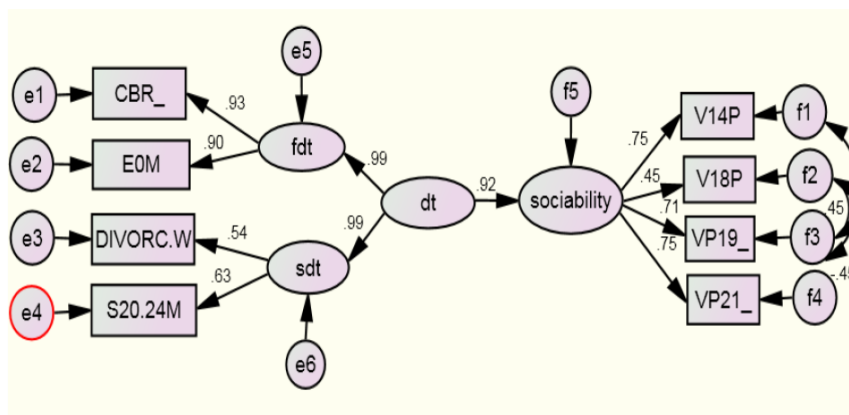 e5
e1
CBR_
.93
f5
V14P
f1
.75
e2
E0M
.90
fdt
.99
.45
V18P
f2
dt
.92
sociability
.71
45
e3
DIVORC.W
.54
.99
VP19_
f3
.75
sdt
.63
-.45
e4
S20.24M
VP21_
f4
e6